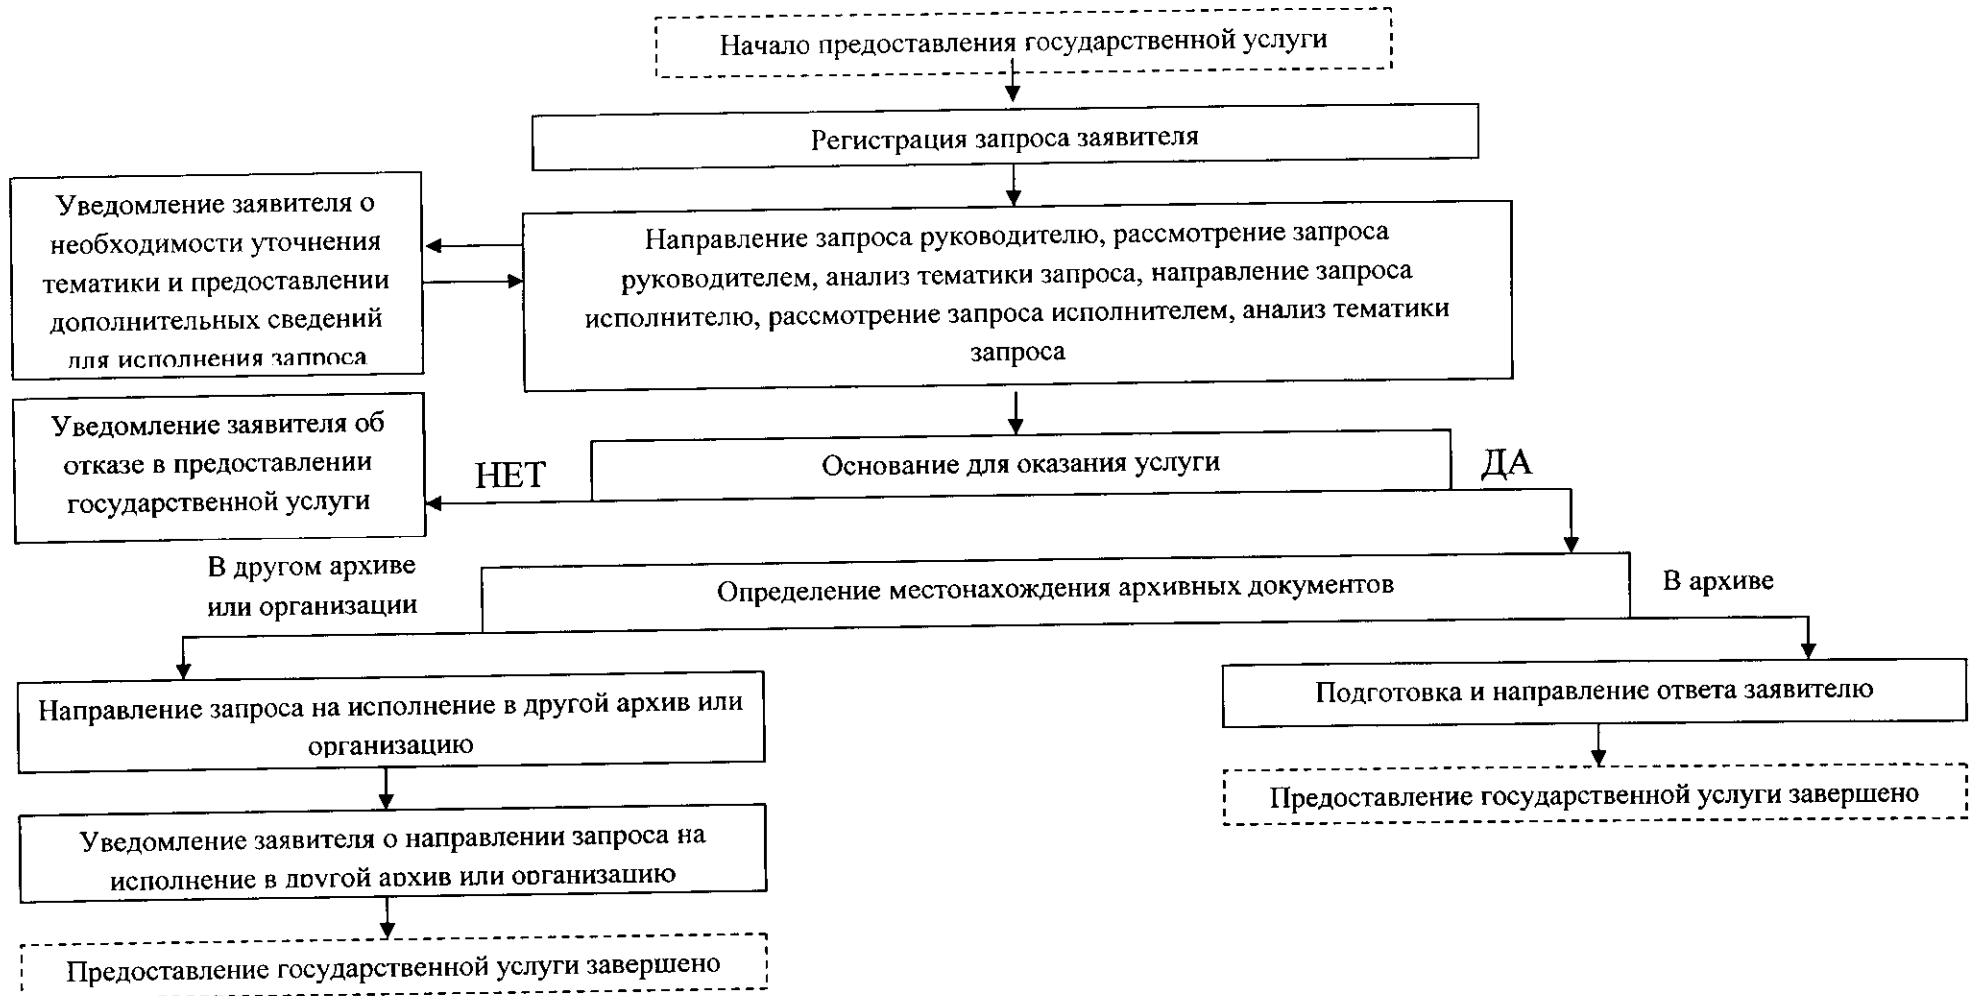 Начало предоставления государственной услуги
Регистрация запроса заявителя
Уведомление заявителя о
необходимости уточнения
тематики и предоставлении
дополнительных сведений
для исполнения запроса
Направление запроса руководителю, рассмотрение запроса
руководителем, анализ тематики запроса, направление запроса
исполнителю, рассмотрение запроса исполнителем, анализ тематики
запроса
Уведомление заявителя об
отказе в предоставлении
государственной услуги
НЕТ
Основание для оказания услуги
ДА
В другом архиве
или организации
Определение местонахождения архивных документов
В архиве
Направление запроса на исполнение в другой архив или
организацию
Подготовка и направление ответа заявителю
Предоставление государственной услуги завершено
Уведомление заявителя о направлении запроса на
исполнение в другой архив или организацию
Предоставление государственной услуги завершено